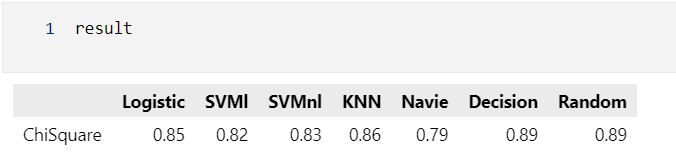 1 result
Logistic SVMl SVMnl KNN Navie Decision Random
ChiSquare 0.85 0.82 0.83 0.86 0.79 0.89 0.89